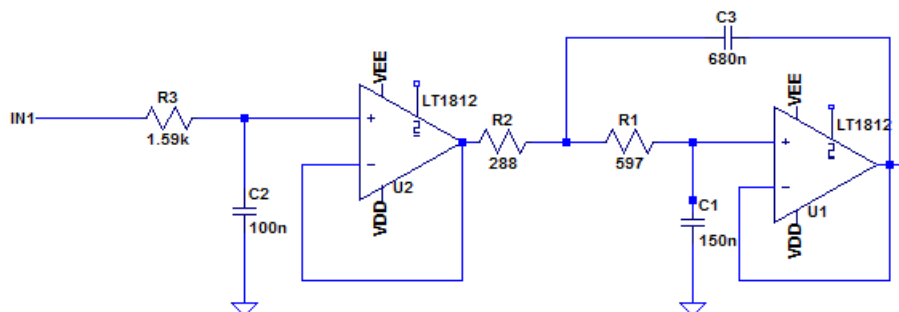 C3
680n
VEE
LT1812
VEE
LT1812
IN1
R3
1.59k
+
R2
288
R1
597
+
-
-
U2
U1
C2
100n
VDD
C1
150n
VDD